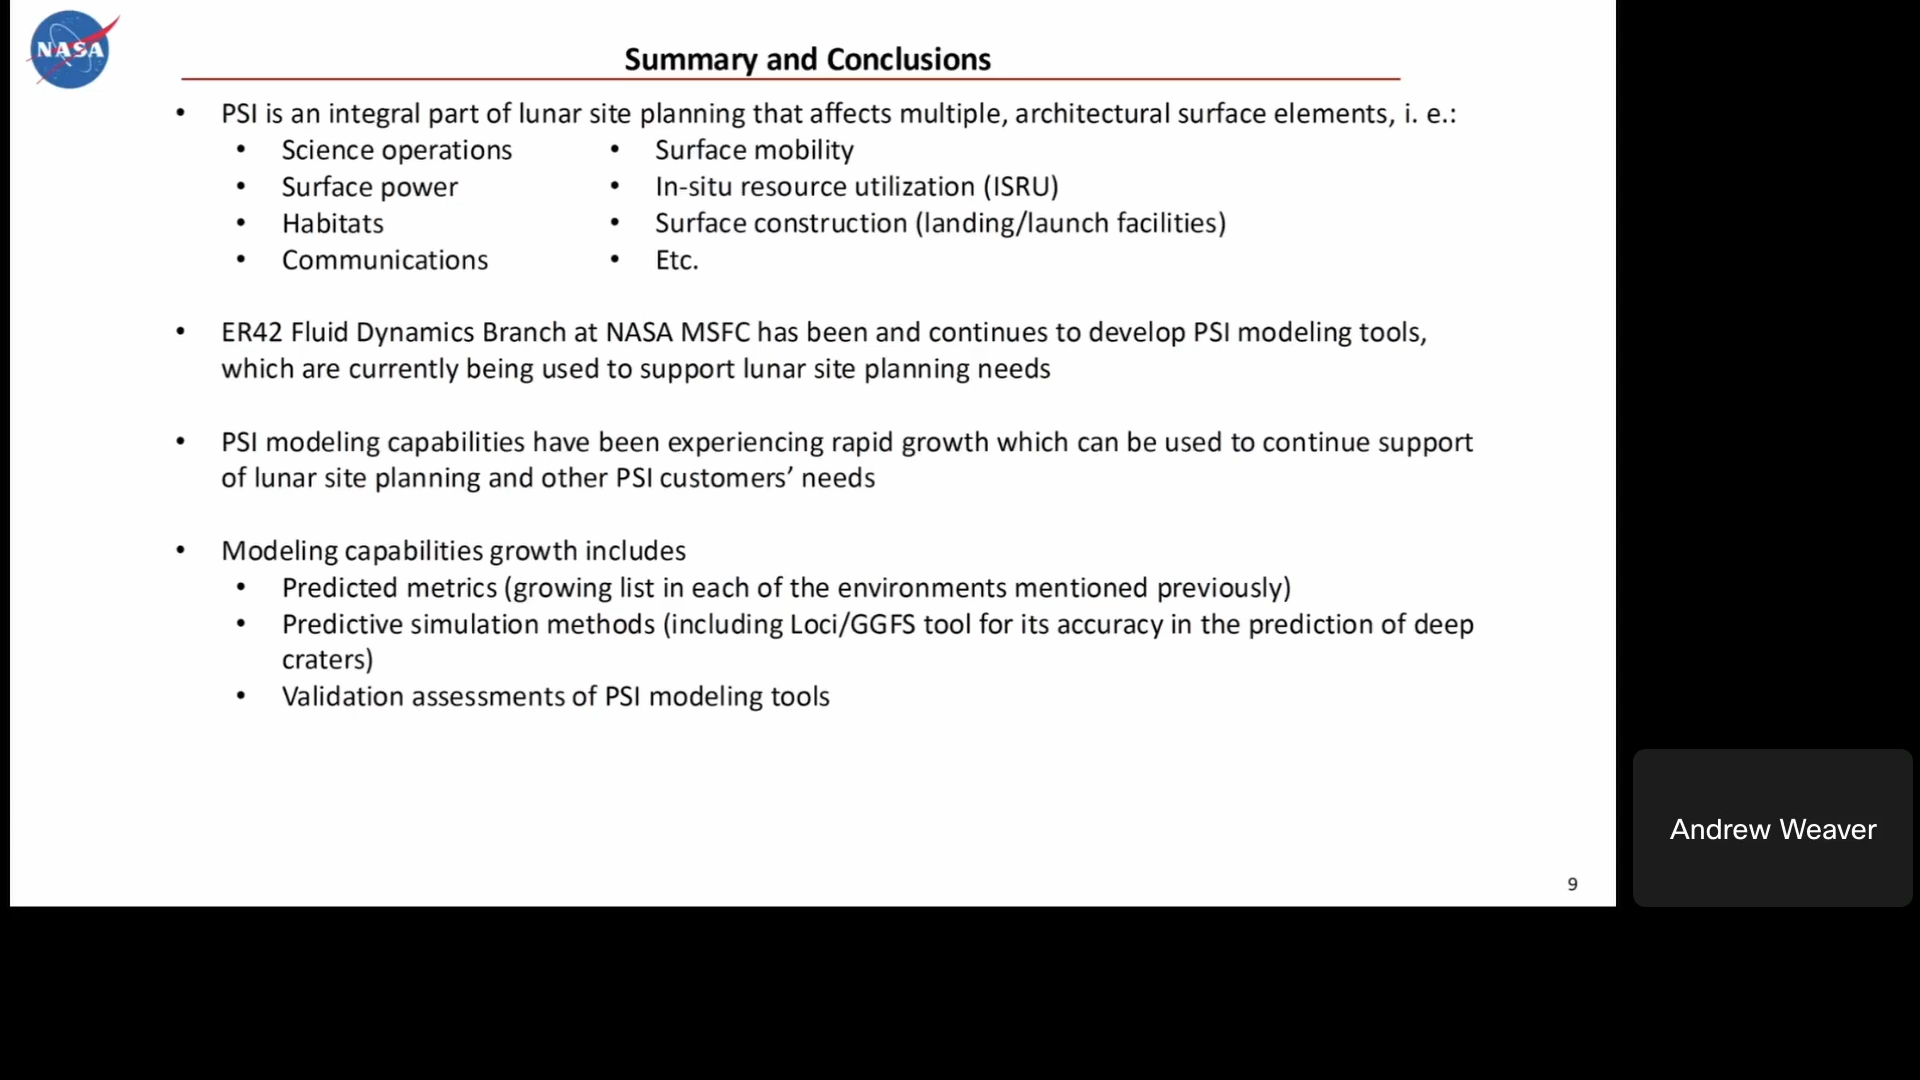 NASA
Summary and Conclusions
• PSI is an integral part of lunar site planning that affects multiple, architectural surface elements, i. e.:
• Science operations
• Surface power
• Habitats
• Communications
• Surface mobility
• In-situ resource utilization (ISRU)
• Surface construction (landing/launch facilities)
• Etc.
• ER42 Fluid Dynamics Branch at NASA MSFC has been and continues to develop PSI modeling tools,
which are currently being used to support lunar site planning needs
• PSI modeling capabilities have been experiencing rapid growth which can be used to continue support
of lunar site planning and other PSI customers’ needs
• Modeling capabilities growth includes
• Predicted metrics (growing list in each of the environments mentioned previously)
• Predictive simulation methods (including Loci/GGFS tool for its accuracy in the prediction of deep
craters)
• Validation assessments of PSI modeling tools
9
Andrew Weaver